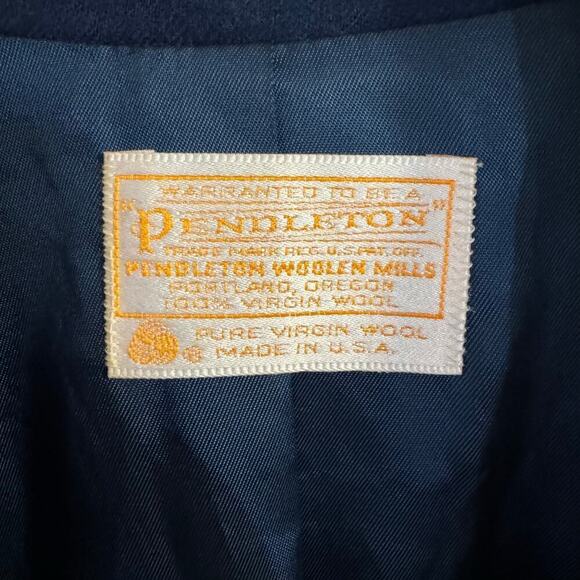 WARRANTED TO BE A
"PENDLETON"
TRADE MARK REG. U.S. PAT. OFF.
PENDLETON WOOLEN MILLS
PORTLAND, OREGON
100% VIRGIN WOOL
PURE VIRGIN WOOL
® MADE IN U.S.A.